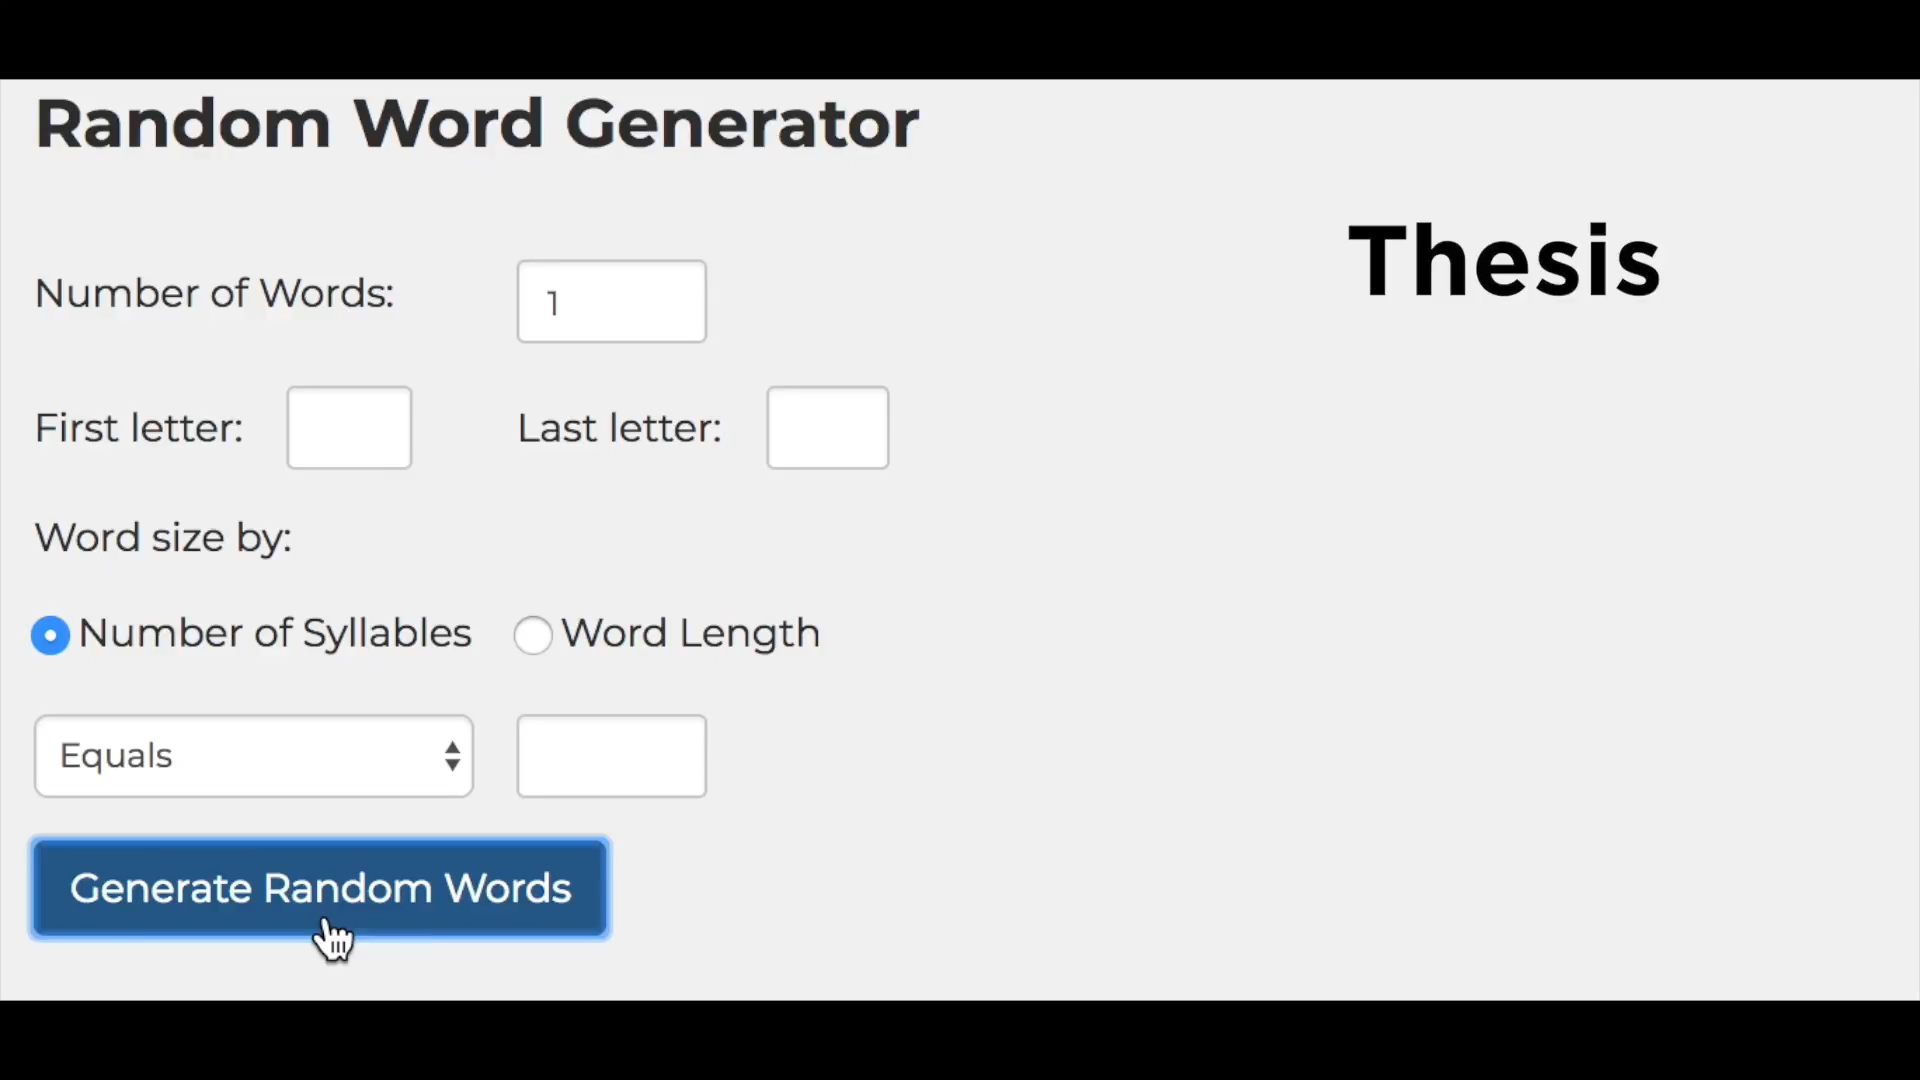 Random Word Generator
Thesis
Number of Words: 1
First letter: Last letter:
Word size by:
Number of Syllables Word Length
Equals
Generate Random Words